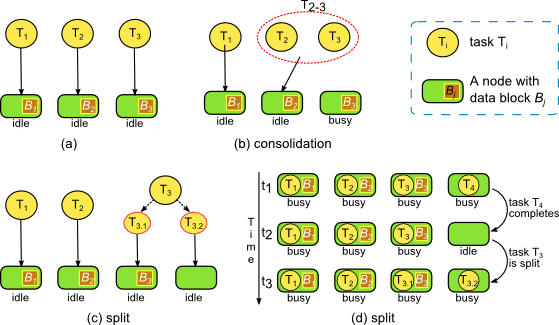 T1 T2 T3
B1 B2 B3
idle idle idle
(a)
T2-3
T1 T2 T3
B1 B2 B3
idle idle busy
(b) consolidation
Ti task Ti
Bj A node with
data block Bj
T3
T1 T2 T3.1 T3.2
B1 B2 B3
idle idle idle idle
(c) split
Time
t1 T1 B1 T2 B2 T3 B3 T4
busy busy busy busy
task T4
completes
t2 T1 B1 T2 B2 T3 B3
busy busy busy idle
task T3
is split
t3 T1 B1 T2 B2 T3.1 B3 T3.2
busy busy busy busy
(d) split